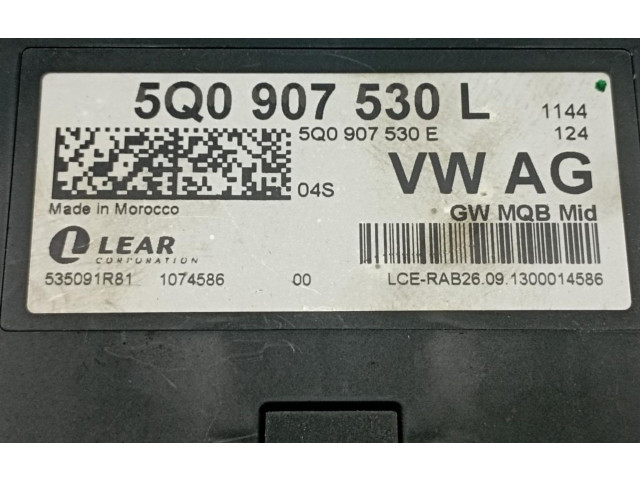 5Q0 907 530 L 1144
5Q0 907 530 E 124
04S VW AG
Made in Morocco GW MQB Mid
LEAR
CORPORATION
535091R81 1074586 00 LCE-RAB26.09.1300014586